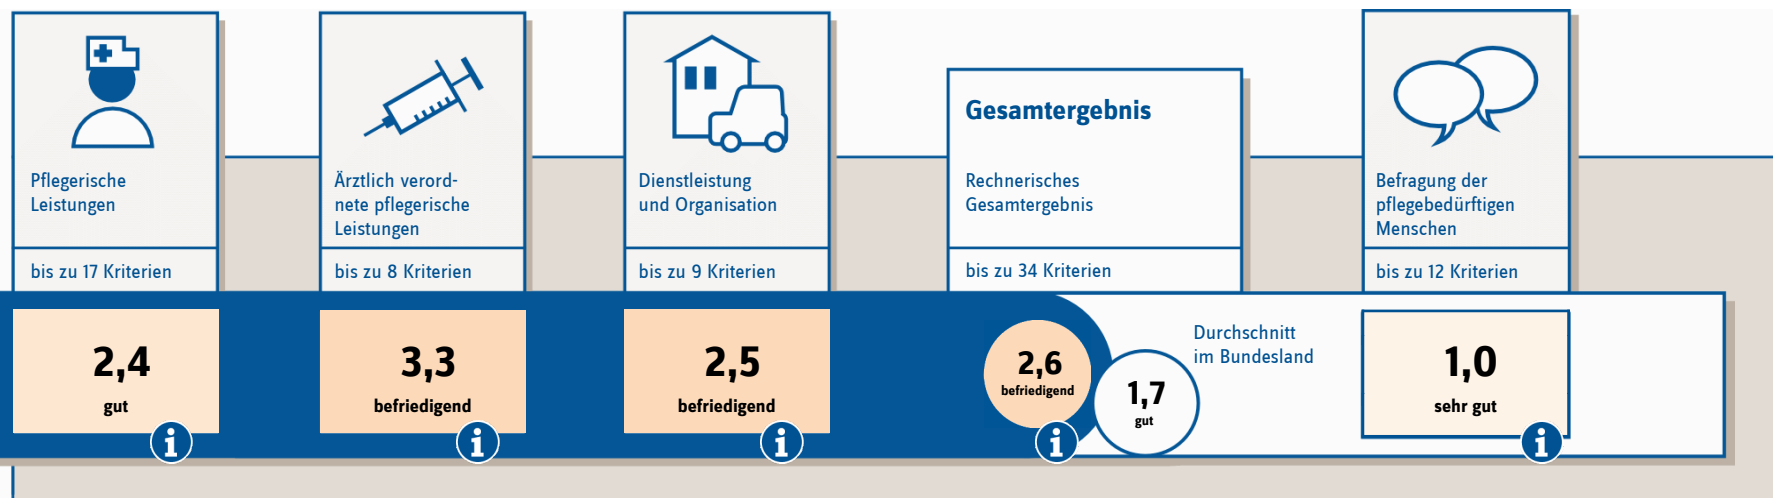 Pflegerische
Leistungen
bis zu 17 Kriterien
2,4
gut
i
Ärztlich verord-
nete pflegerische
Leistungen
bis zu 8 Kriterien
3,3
befriedigend
i
Dienstleistung
und Organisation
bis zu 9 Kriterien
2,5
befriedigend
i
Gesamtergebnis
Rechnerisches
Gesamtergebnis
bis zu 34 Kriterien
2,6
befriedigend
i
1,7
gut
Durchschnitt
im Bundesland
Befragung der
pflegebedürftigen
Menschen
bis zu 12 Kriterien
1,0
sehr gut
i